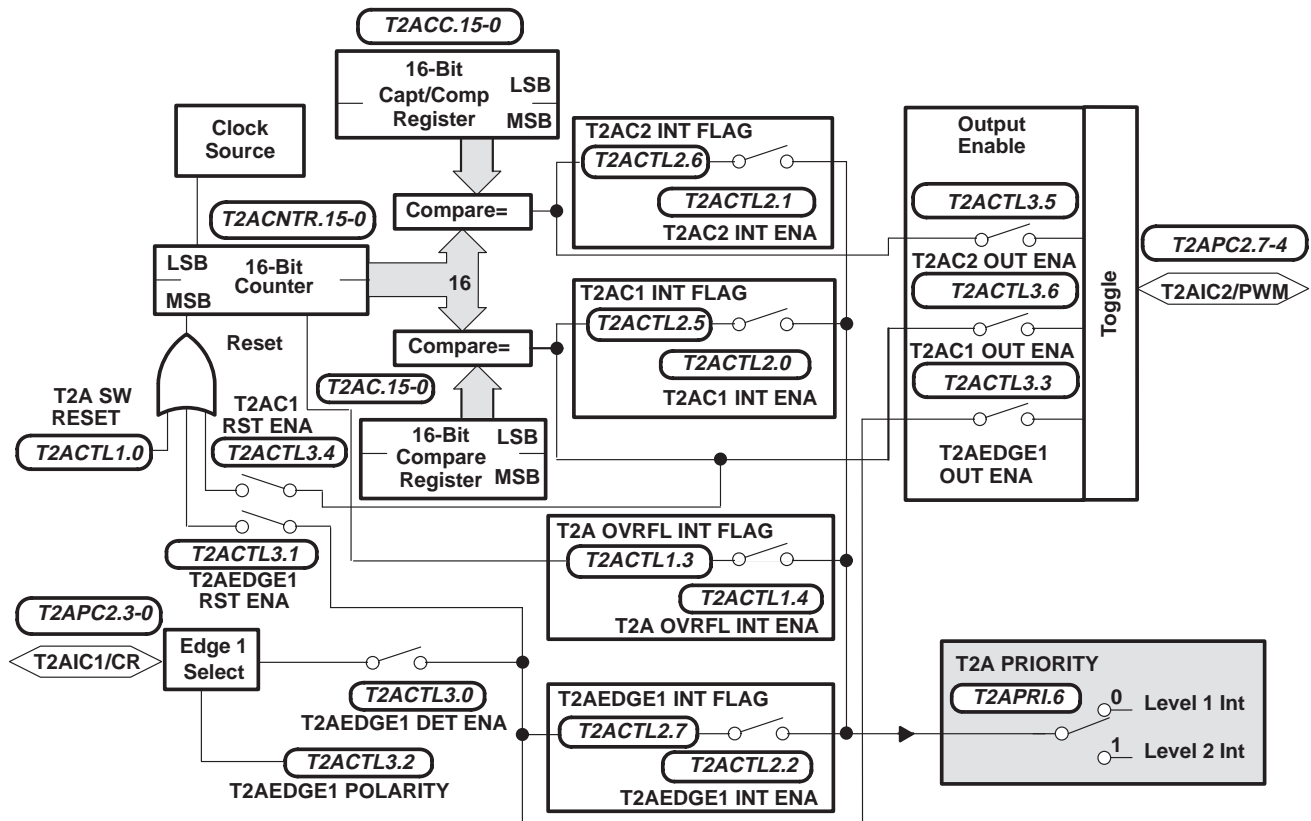 T2ACC.15-0
16-Bit
Capt/Comp
Register
LSB
MSB
Clock
Source
T2AC2 INT FLAG
T2ACTL2.6
T2ACTL2.1
T2AC2 INT ENA
Output
Enable
T2ACTL3.5
T2AC2 OUT ENA
T2ACTL3.6
T2AC1 OUT ENA
T2ACTL3.3
T2AEDGE1
OUT ENA
Toggle
T2APC2.7-4
T2AIC2/PWM
Compare=
T2ACNTR.15-0
LSB
MSB
16-Bit
Counter
16
T2AC1 INT FLAG
T2ACTL2.5
T2ACTL2.0
T2AC1 INT ENA
Reset
Compare=
T2AC.15-0
T2A SW
RESET
T2ACTL1.0
T2AC1
RST ENA
T2ACTL3.4
16-Bit
Compare
Register
LSB
MSB
T2ACTL3.1
T2AEDGE1
RST ENA
T2A OVRFL INT FLAG
T2ACTL1.3
T2ACTL1.4
T2A OVRFL INT ENA
T2APC2.3-0
T2AIC1/CR
Edge 1
Select
T2ACTL3.0
T2AEDGE1 DET ENA
T2ACTL3.2
T2AEDGE1 POLARITY
T2AEDGE1 INT FLAG
T2ACTL2.7
T2ACTL2.2
T2AEDGE1 INT ENA
T2A PRIORITY
T2APRI.6
0
Level 1 Int
1
Level 2 Int